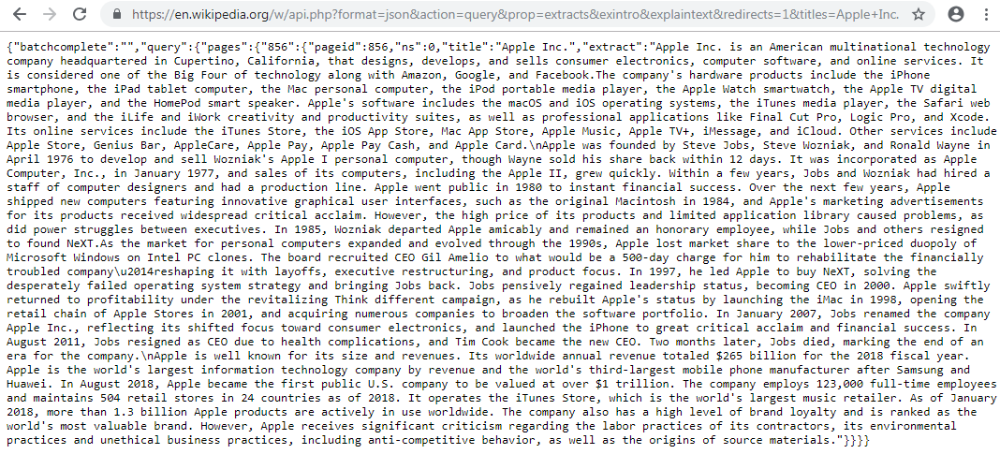 https://en.wikipedia.org/w/api.php?format=json&action=query&prop=extracts&exintro&explaintext&redirects=1&titles=Apple+Inc.
{"batchcomplete":"","query":{"pages":{"856":{"pageid":856,"ns":0,"title":"Apple Inc.","extract":"Apple Inc. is an American multinational technology
company headquartered in Cupertino, California, that designs, develops, and sells consumer electronics, computer software, and online services. It
is considered one of the Big Four of technology along with Amazon, Google, and Facebook.The company's hardware products include the iPhone
smartphone, the iPad tablet computer, the Mac personal computer, the iPod portable media player, the Apple Watch smartwatch, the Apple TV digital
media player, and the HomePod smart speaker. Apple's software includes the macOS and iOS operating systems, the iTunes media player, the Safari web
browser, and the iLife and iWork creativity and productivity suites, as well as professional applications like Final Cut Pro, Logic Pro, and Xcode.
Its online services include the iTunes Store, the iOS App Store, Mac App Store, Apple Music, Apple TV+, iMessage, and iCloud. Other services include
Apple Store, Genius Bar, AppleCare, Apple Pay, Apple Pay Cash, and Apple Card.\nApple was founded by Steve Jobs, Steve Wozniak, and Ronald Wayne in
April 1976 to develop and sell Wozniak's Apple I personal computer, though Wayne sold his share back within 12 days. It was incorporated as Apple
Computer, Inc., in January 1977, and sales of its computers, including the Apple II, grew quickly. Within a few years, Jobs and Wozniak had hired a
staff of computer designers and had a production line. Apple went public in 1980 to instant financial success. Over the next few years, Apple
shipped new computers featuring innovative graphical user interfaces, such as the original Macintosh in 1984, and Apple's marketing advertisements
for its products received widespread critical acclaim. However, the high price of its products and limited application library caused problems, as
did power struggles between executives. In 1985, Wozniak departed Apple amicably and remained an honorary employee, while Jobs and others resigned
to found NeXT.As the market for personal computers expanded and evolved through the 1990s, Apple lost market share to the lower-priced duopoly of
Microsoft Windows on Intel PC clones. The board recruited CEO Gil Amelio to what would be a 500-day charge for him to rehabilitate the financially
troubled company\u2014reshaping it with layoffs, executive restructuring, and product focus. In 1997, he led Apple to buy NeXT, solving the
desperately failed operating system strategy and bringing Jobs back. Jobs pensively regained leadership status, becoming CEO in 2000. Apple swiftly
returned to profitability under the revitalizing Think different campaign, as he rebuilt Apple's status by launching the iMac in 1998, opening the
retail chain of Apple Stores in 2001, and acquiring numerous companies to broaden the software portfolio. In January 2007, Jobs renamed the company
Apple Inc., reflecting its shifted focus toward consumer electronics, and launched the iPhone to great critical acclaim and financial success. In
August 2011, Jobs resigned as CEO due to health complications, and Tim Cook became the new CEO. Two months later, Jobs died, marking the end of an
era for the company.\nApple is well known for its size and revenues. Its worldwide annual revenue totaled $265 billion for the 2018 fiscal year.
Apple is the world's largest information technology company by revenue and the world's third-largest mobile phone manufacturer after Samsung and
Huawei. In August 2018, Apple became the first public U.S. company to be valued at over $1 trillion. The company employs 123,000 full-time employees
and maintains 504 retail stores in 24 countries as of 2018. It operates the iTunes Store, which is the world's largest music retailer. As of January
2018, more than 1.3 billion Apple products are actively in use worldwide. The company also has a high level of brand loyalty and is ranked as the
world's most valuable brand. However, Apple receives significant criticism regarding the labor practices of its contractors, its environmental
practices and unethical business practices, including anti-competitive behavior, as well as the origins of source materials."}}}}